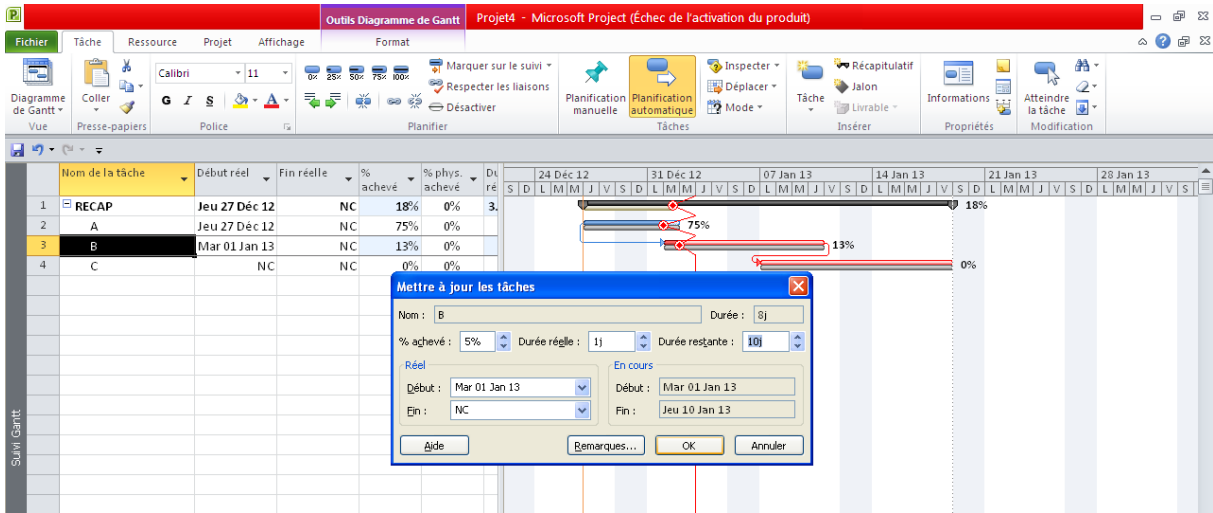 Outils Diagramme de Gantt Projet4 - Microsoft Project (Échec de l'activation du produit)
Fichier Tâche Ressource Projet Affichage Format
Diagramme de Gantt
Vue
Coller
Presse-papiers
Calibri 11
G I S A
Police
0% 25% 50% 75% 100%
Marquer sur le suivi
Respecter les liaisons
Désactiver
Planifier
Planification manuelle
Planification automatique
Inspecter
Déplacer
Mode
Tâches
Tâche
Récapitulatif
Jalon
Livrable
Insérer
Informations
Propriétés
Atteindre la tâche
Modification
Nom de la tâche Début réel Fin réelle % achevé % phys. achevé Du ré
24 Déc 12 31 Déc 12 07 Jan 13 14 Jan 13 21 Jan 13 28 Jan 13
S D L M M J V S D L M M J V S D L M M J V S D L M M J V S D L M M J V S D L M M J V S
1 RECAP Jeu 27 Déc 12 NC 18% 0% 3. 18%
2 A Jeu 27 Déc 12 NC 75% 0% 75%
3 B Mar 01 Jan 13 NC 13% 0% 13%
4 C NC NC 0% 0% 0%
Suivi Gantt
Mettre à jour les tâches
Nom : B Durée : 8j
% achevé : 5% Durée réelle : 1j Durée restante : 10j
Réel
Début : Mar 01 Jan 13
Fin : NC
En cours
Début : Mar 01 Jan 13
Fin : Jeu 10 Jan 13
Aide Remarques... OK Annuler